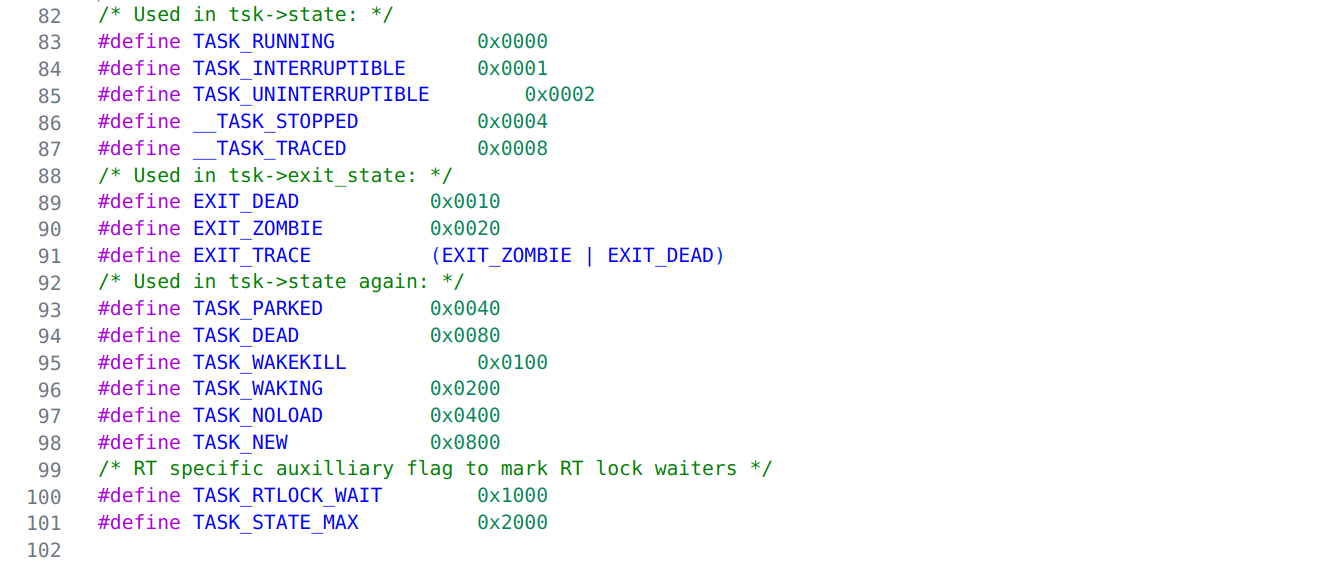 82 /* Used in tsk->state: */
83 #define TASK_RUNNING 0x0000
84 #define TASK_INTERRUPTIBLE 0x0001
85 #define TASK_UNINTERRUPTIBLE 0x0002
86 #define __TASK_STOPPED 0x0004
87 #define __TASK_TRACED 0x0008
88 /* Used in tsk->exit_state: */
89 #define EXIT_DEAD 0x0010
90 #define EXIT_ZOMBIE 0x0020
91 #define EXIT_TRACE (EXIT_ZOMBIE | EXIT_DEAD)
92 /* Used in tsk->state again: */
93 #define TASK_PARKED 0x0040
94 #define TASK_DEAD 0x0080
95 #define TASK_WAKEKILL 0x0100
96 #define TASK_WAKING 0x0200
97 #define TASK_NOLOAD 0x0400
98 #define TASK_NEW 0x0800
99 /* RT specific auxilliary flag to mark RT lock waiters */
100 #define TASK_RTLOCK_WAIT 0x1000
101 #define TASK_STATE_MAX 0x2000
102